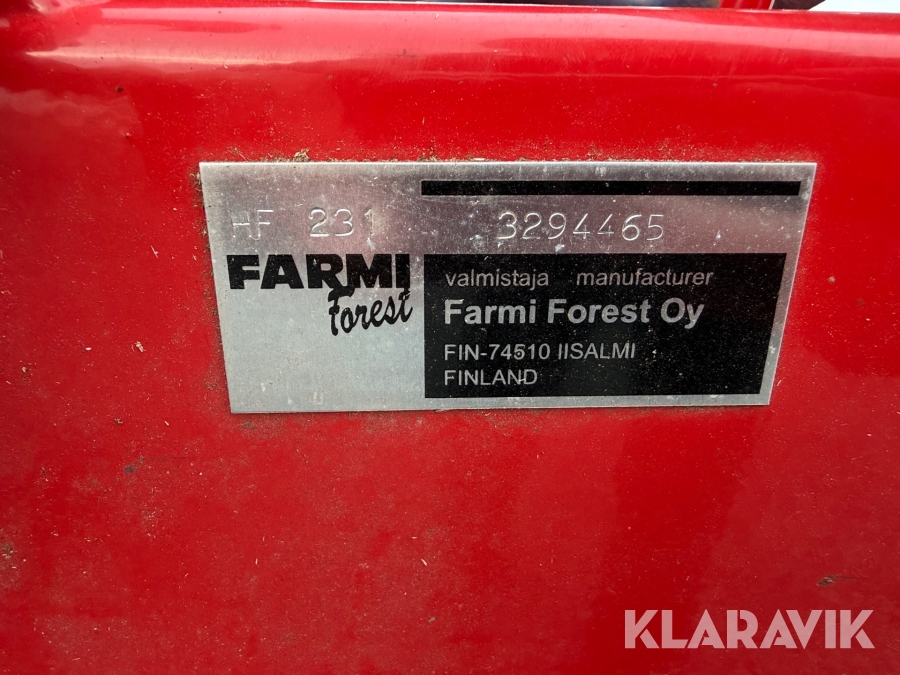 HF 231 3294465
FARMI
Forest
valmistaja manufacturer
Farmi Forest Oy
FIN-74510 IISALMI
FINLAND
KLARAVIK